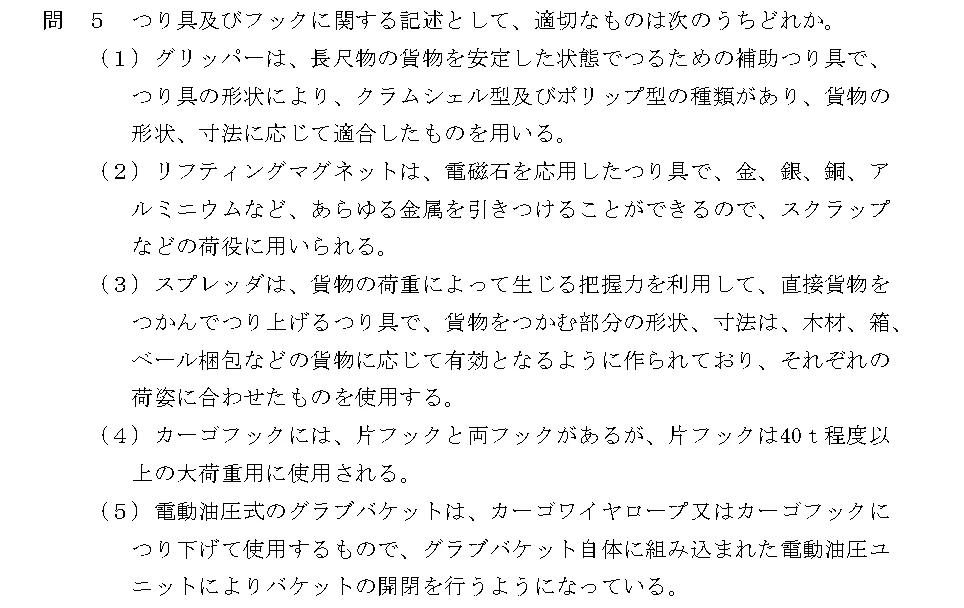 問 5 つり具及びフックに関する記述として、適切なものは次のうちどれか。
(1) グリッパーは、長尺物の貨物を安定した状態でつるための補助つり具で、
つり具の形状により、クラムシェル型及びポリップ型の種類があり、貨物の
形状、寸法に応じて適合したものを用いる。
(2) リフティングマグネットは、電磁石を応用したつり具で、金、銀、銅、ア
ルミニウムなど、あらゆる金属を引きつけることができるので、スクラップ
などの荷役に用いられる。
(3) スプレッダは、貨物の荷重によって生じる把握力を利用して、直接貨物を
つかんでつり上げるつり具で、貨物をつかむ部分の形状、寸法は、木材、箱、
ベール梱包などの貨物に応じて有効となるように作られており、それぞれの
荷姿に合わせたものを使用する。
(4) カーゴフックには、片フックと両フックがあるが、片フックは40t程度以
上の大荷重用に使用される。
(5) 電動油圧式のグラブバケットは、カーゴワイヤロープ又はカーゴフックに
つり下げて使用するもので、グラブバケット自体に組み込まれた電動油圧ユ
ニットによりバケットの開閉を行うようになっている。